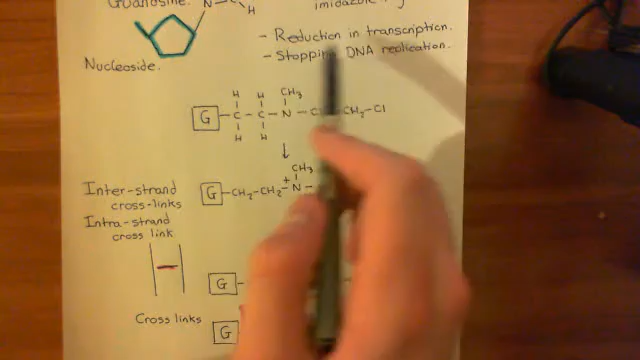 Guanosine.
N C H
imidazole
- Reduction in transcription.
- Stopping DNA replication.
Nucleoside.
H H CH3
G - C - C - N - C CH2 - Cl
H H
CH3
G - CH2 - CH2 - N+ -
Inter-strand
cross-links
Intra-strand
cross link
G -
Cross links
G